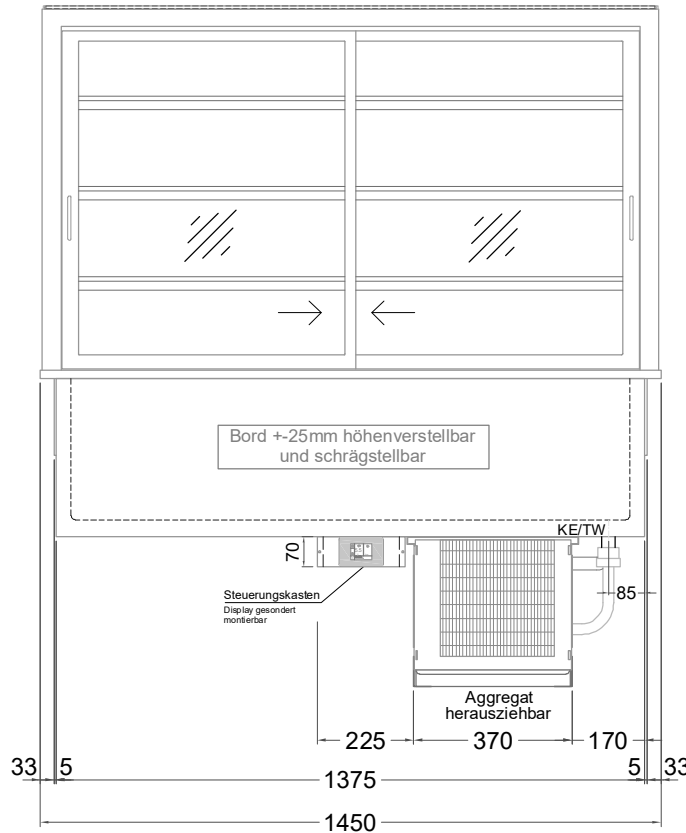 Bord +-25mm höhenverstellbar
und schrägstellbar
KE/TW
70
85
Steuerungskasten
Display gesondert
montierbar
Aggregat
herausziehbar
225 370 170
33 5 1375 5 33
1450